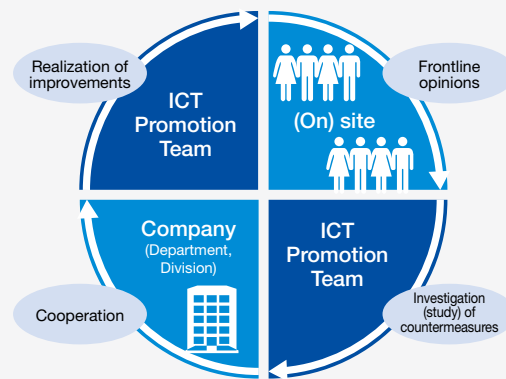 Realization of
improvements
ICT
Promotion
Team
(On) site
Frontline
opinions
Company
(Department,
Division)
Cooperation
ICT
Promotion
Team
Investigation
(study) of
countermeasures